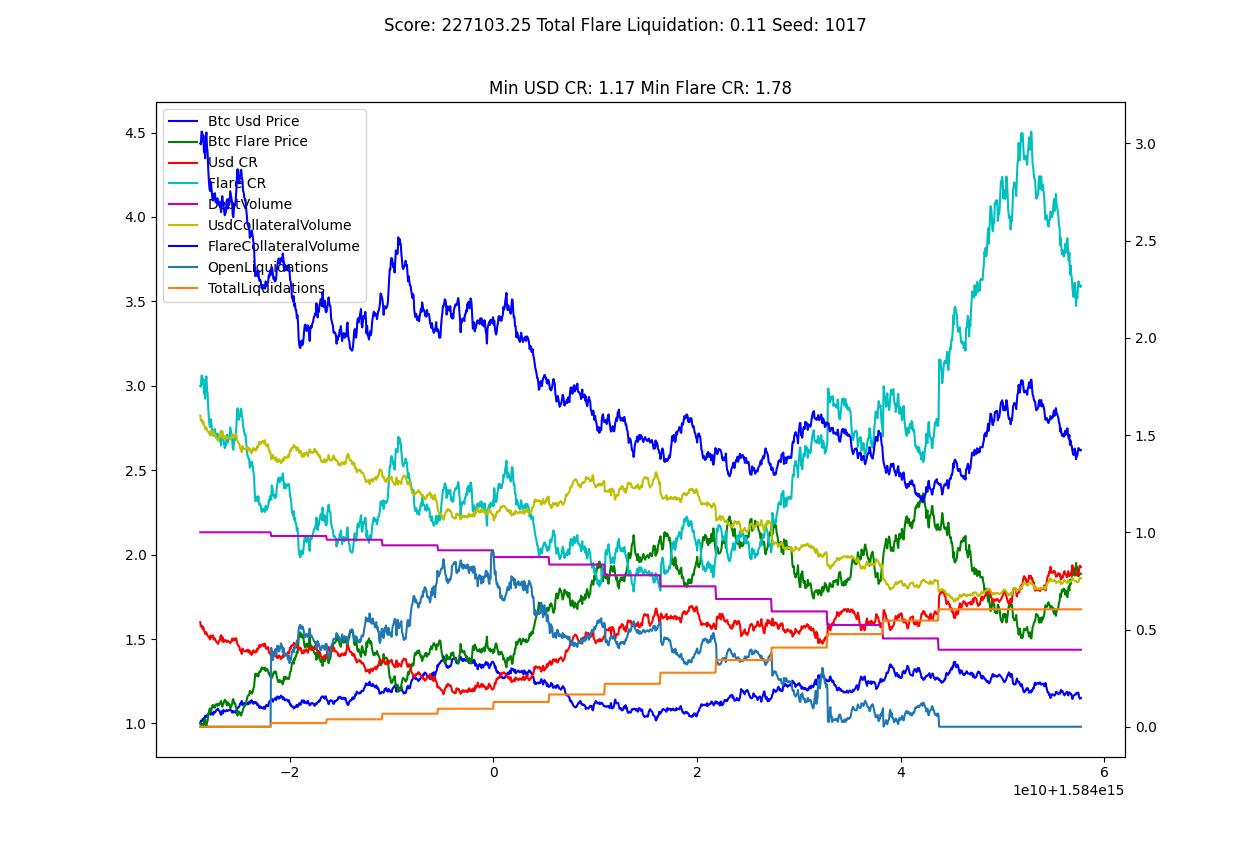 Score: 227103.25 Total Flare Liquidation: 0.11 Seed: 1017
Min USD CR: 1.17 Min Flare CR: 1.78
Btc Usd Price
Btc Flare Price
Usd CR
Flare CR
DebtVolume
UsdCollateralVolume
FlareCollateralVolume
OpenLiquidations
TotalLiquidations
4.5
4.0
3.5
3.0
2.5
2.0
1.5
1.0
3.0
2.5
2.0
1.5
1.0
0.5
0.0
−2 0 2 4 6
1e10+1.584e15